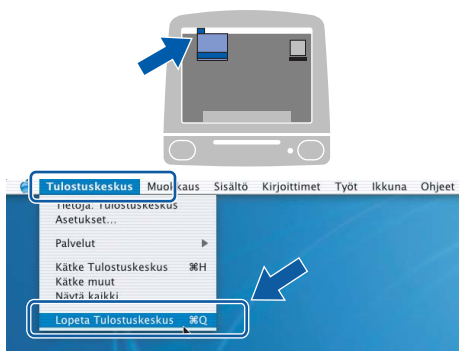 Tulostuskeskus Muokkaus Sisältö Kirjoittimet Työt Ikkuna Ohjeet
Tietoja: Tulostuskeskus
Asetukset...
Palvelut
Kätke Tulostuskeskus ⌘H
Kätke muut
Näytä kaikki
Lopeta Tulostuskeskus ⌘Q